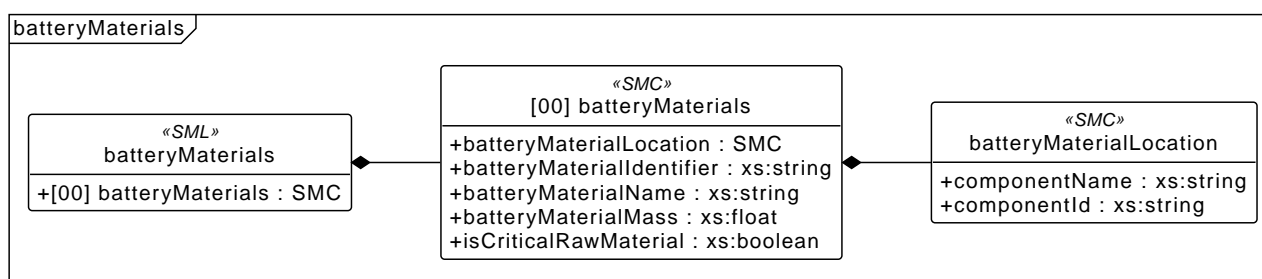 batteryMaterials
«SML»
batteryMaterials
+[00] batteryMaterials : SMC
«SMC»
[00] batteryMaterials
+batteryMaterialLocation : SMC
+batteryMaterialIdentifier : xs:string
+batteryMaterialName : xs:string
+batteryMaterialMass : xs:float
+isCriticalRawMaterial : xs:boolean
«SMC»
batteryMaterialLocation
+componentName : xs:string
+componentId : xs:string